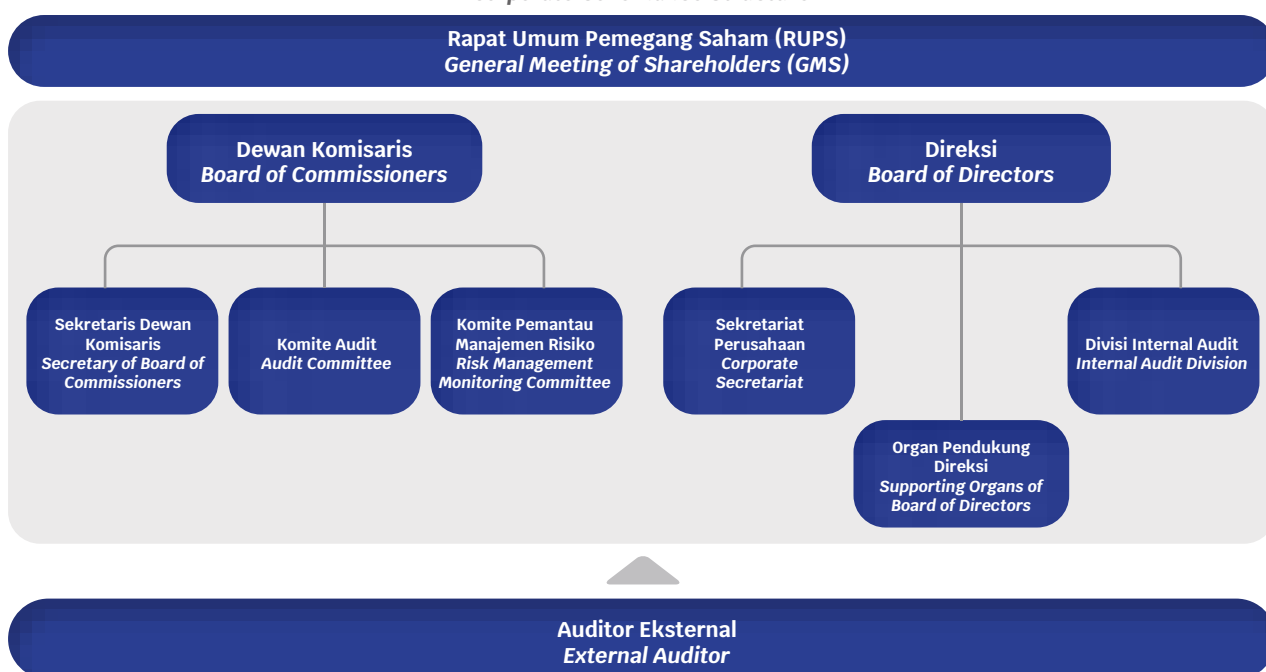 Rapat Umum Pemegang Saham (RUPS)
General Meeting of Shareholders (GMS)
Dewan Komisaris
Board of Commissioners
Direksi
Board of Directors
Sekretaris Dewan
Komisaris
Secretary of Board of
Commissioners
Komite Audit
Audit Committee
Komite Pemantau
Manajemen Risiko
Risk Management
Monitoring Committee
Sekretariat
Perusahaan
Corporate
Secretariat
Divisi Internal Audit
Internal Audit Division
Organ Pendukung
Direksi
Supporting Organs of
Board of Directors
Auditor Eksternal
External Auditor